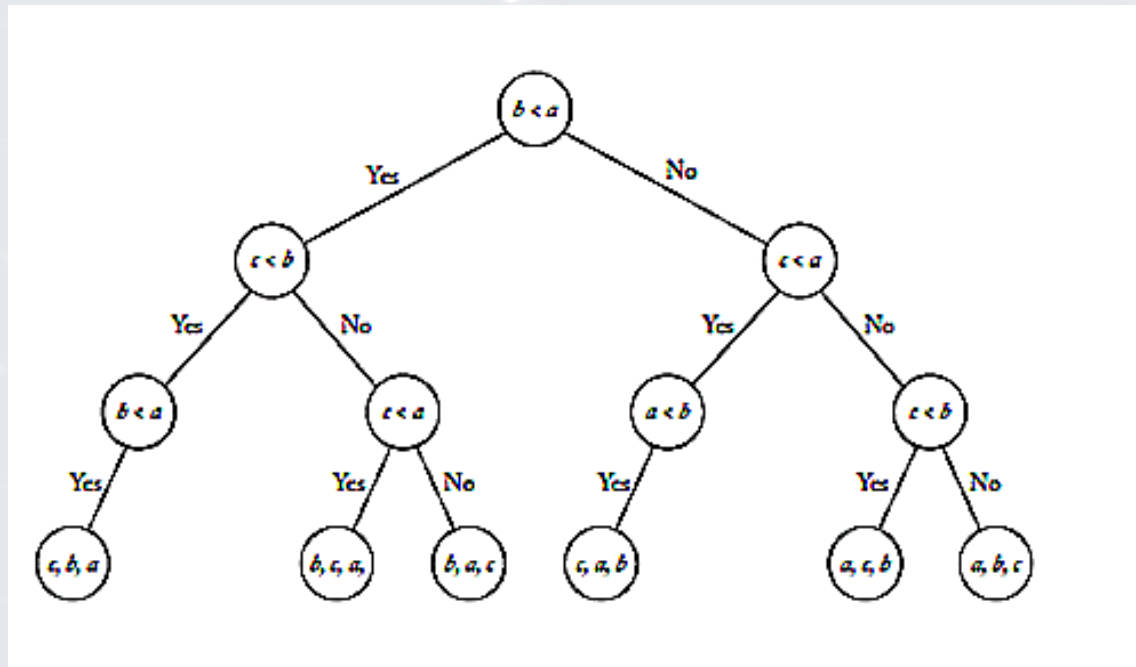 b < a
Yes
No
c < b
c < a
Yes
No
Yes
No
b < a
c < a
a < b
c < b
Yes
Yes
No
Yes
Yes
No
c, b, a
b, c, a,
b, a, c
c, a, b
a, c, b
a, b, c